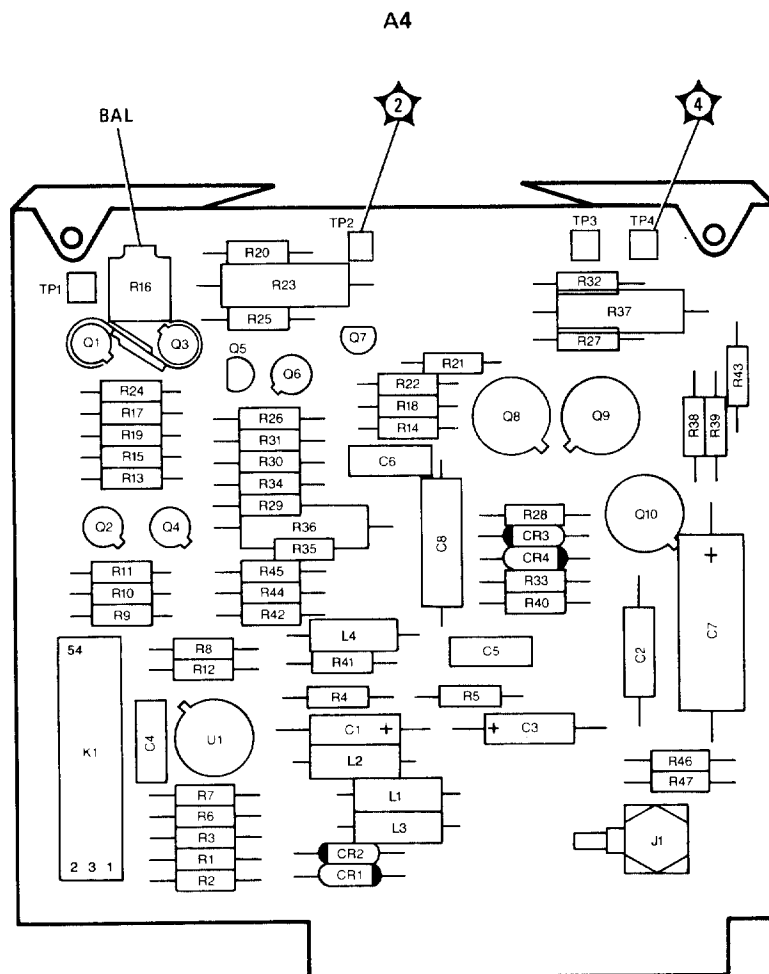 A4
BAL
2
4
TP2
TP3
TP4
TP1
R16
R20
R23
R25
R32
R37
R27
Q1
Q3
Q5
Q6
Q7
R21
R43
R24
R17
R19
R15
R13
R22
R18
R14
Q8
Q9
R38
R39
R26
R31
R30
R34
R29
R36
R35
C6
C8
R28
CR3
CR4
R33
R40
Q10
Q2
Q4
R11
R10
R9
R45
R44
R42
+
C7
C2
54
K1
2 3 1
R8
R12
L4
R41
C5
R4
R5
C4
U1
C1 +
L2
+ C3
R46
R47
L1
L3
R7
R6
R3
R1
R2
CR2
CR1
J1